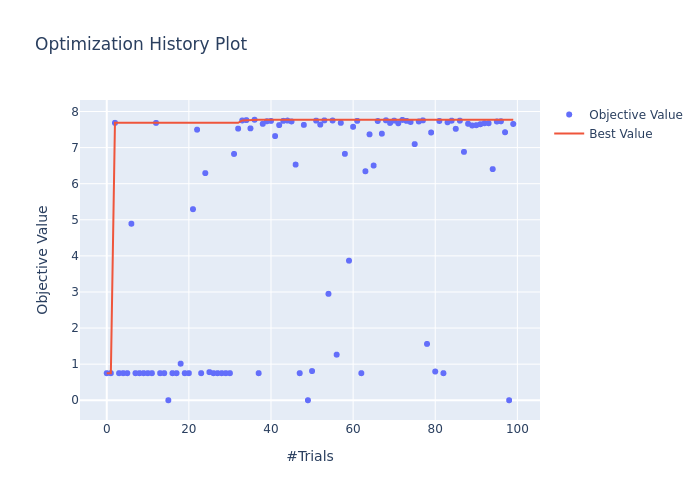 Optimization History Plot
Objective Value
Best Value
8
7
6
5
4
3
2
1
0
Objective Value
0 20 40 60 80 100
#Trials